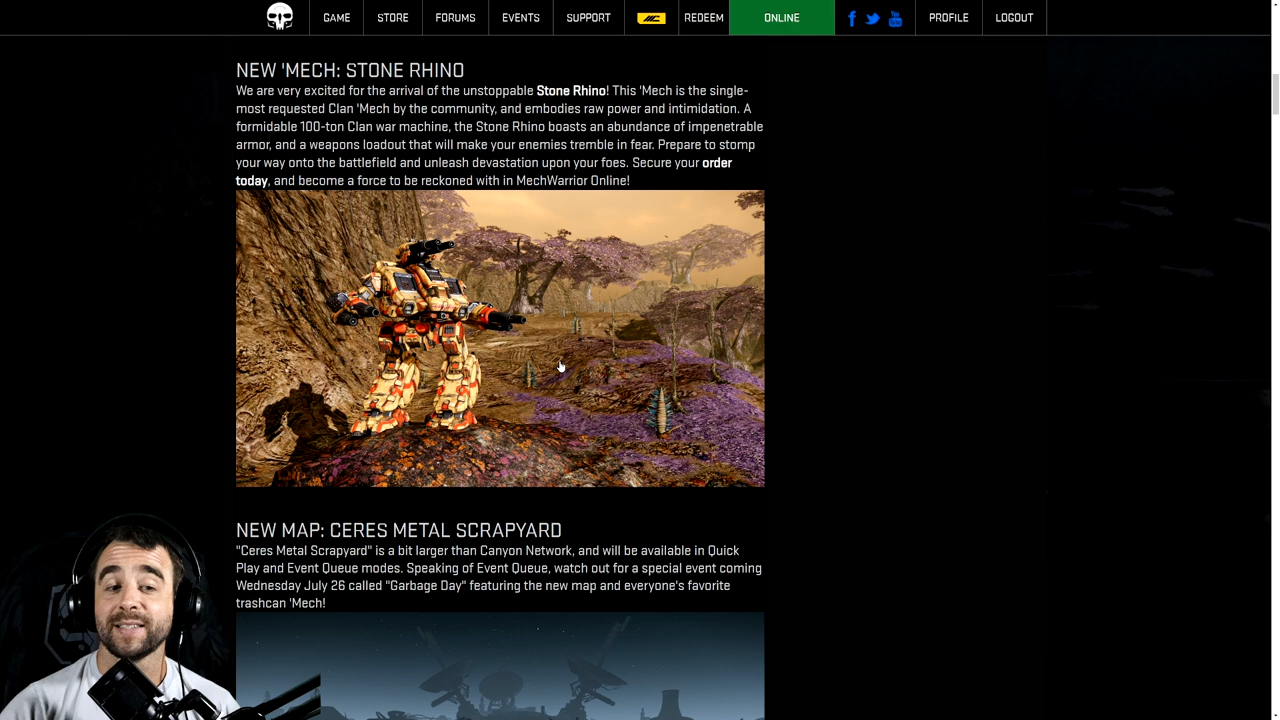 GAME STORE FORUMS EVENTS SUPPORT MC REDEEM ONLINE f You Tube PROFILE LOGOUT
NEW 'MECH: STONE RHINO
We are very excited for the arrival of the unstoppable Stone Rhino! This 'Mech is the single-
most requested Clan 'Mech by the community, and embodies raw power and intimidation. A
formidable 100-ton Clan war machine, the Stone Rhino boasts an abundance of impenetrable
armor, and a weapons loadout that will make your enemies tremble in fear. Prepare to stomp
your way onto the battlefield and unleash devastation upon your foes. Secure your order
today, and become a force to be reckoned with in MechWarrior Online!
NEW MAP: CERES METAL SCRAPYARD
"Ceres Metal Scrapyard" is a bit larger than Canyon Network, and will be available in Quick
Play and Event Queue modes. Speaking of Event Queue, watch out for a special event coming
Wednesday July 26 called "Garbage Day" featuring the new map and everyone's favorite
trashcan 'Mech!